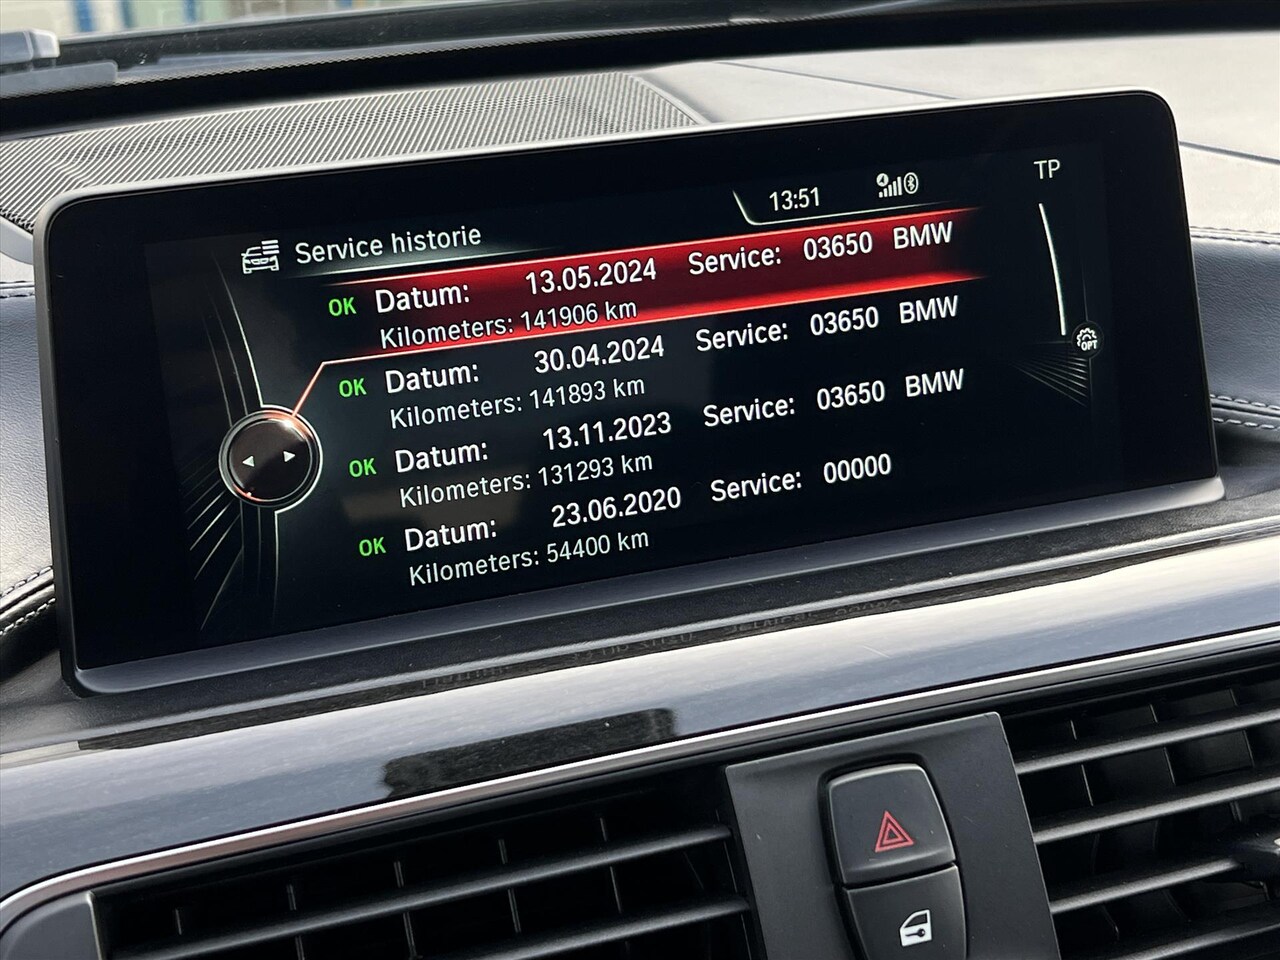 13:51
TP
Service historie
OK Datum: 13.05.2024 Service: 03650 BMW
Kilometers: 141906 km
OK Datum: 30.04.2024 Service: 03650 BMW
Kilometers: 141893 km
OK Datum: 13.11.2023 Service: 03650 BMW
Kilometers: 131293 km
OK Datum: 23.06.2020 Service: 00000
Kilometers: 54400 km
OPT